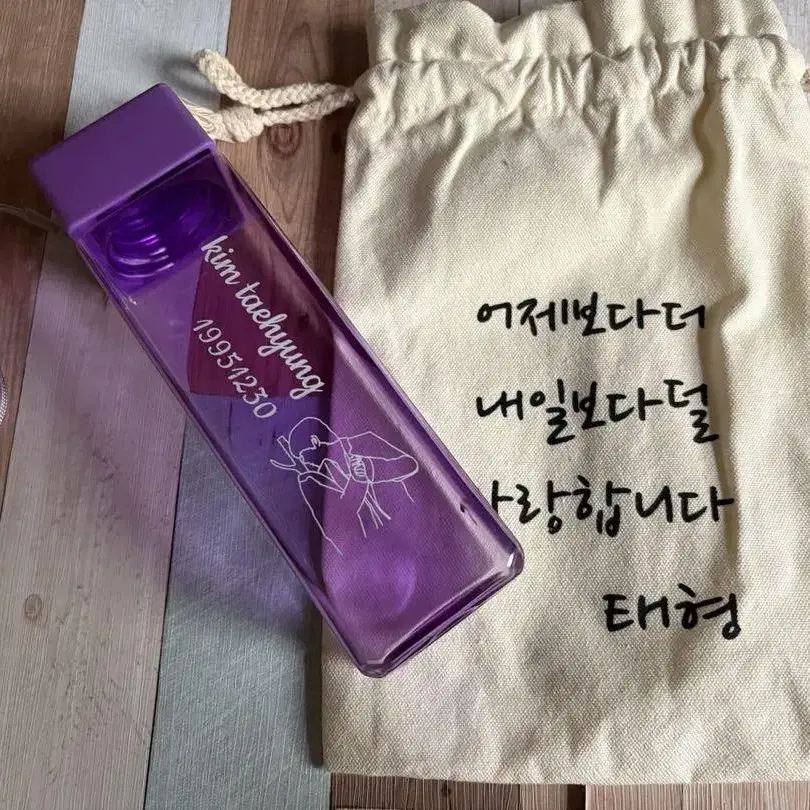 kim taehyung
19951230
어제보다더
내일보다덜
사랑합니다
태형